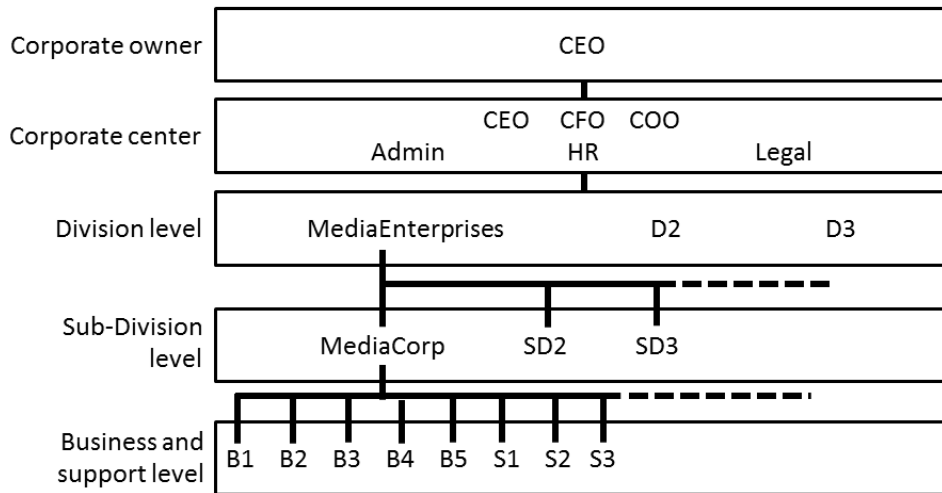 Corporate owner
CEO
Corporate center
CEO CFO COO
Admin HR Legal
Division level
MediaEnterprises D2 D3
Sub-Division
level
MediaCorp SD2 SD3
Business and
support level
B1 B2 B3 B4 B5 S1 S2 S3